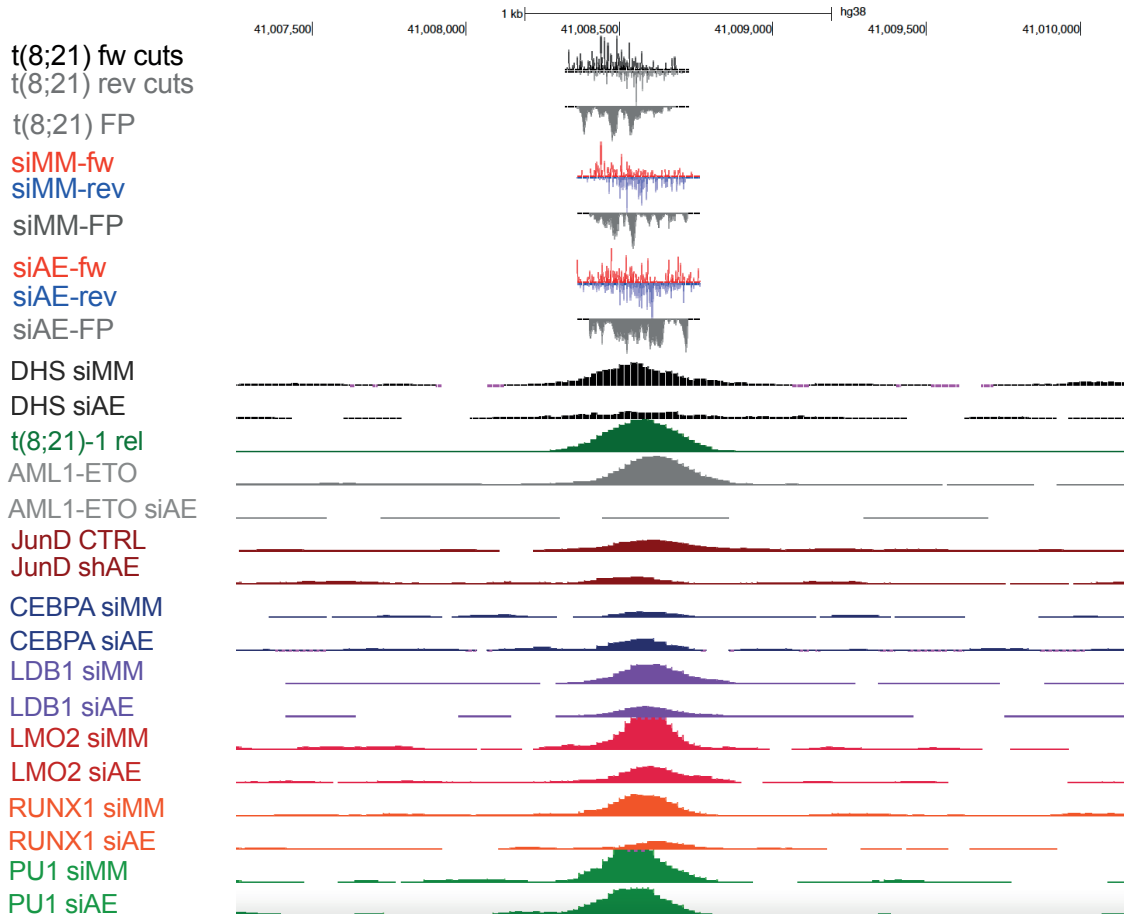 1 kb hg38
41,007,500 41,008,000 41,008,500 41,009,000 41,009,500 41,010,000
t(8;21) fw cuts
t(8;21) rev cuts
t(8;21) FP
siMM-fw
siMM-rev
siMM-FP
siAE-fw
siAE-rev
siAE-FP
DHS siMM
DHS siAE
t(8;21)-1 rel
AML1-ETO
AML1-ETO siAE
JunD CTRL
JunD shAE
CEBPA siMM
CEBPA siAE
LDB1 siMM
LDB1 siAE
LMO2 siMM
LMO2 siAE
RUNX1 siMM
RUNX1 siAE
PU1 siMM
PU1 siAE